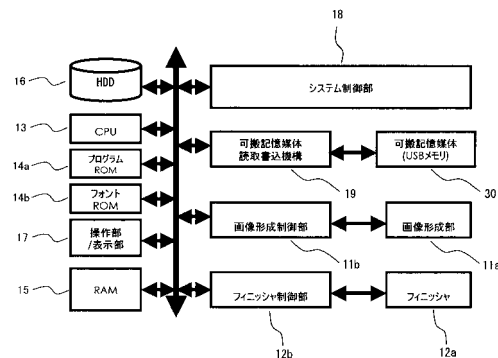 18
16
HDD
システム制御部
13
CPU
14a
プログラム
ROM
可搬記憶媒体
読取書込機構
可搬記憶媒体
(USBメモリ)
14b
フォント
ROM
19
30
17
操作部
/表示部
画像形成制御部
画像形成部
11b
11a
15
RAM
フィニッシャ制御部
フィニッシャ
12b
12a